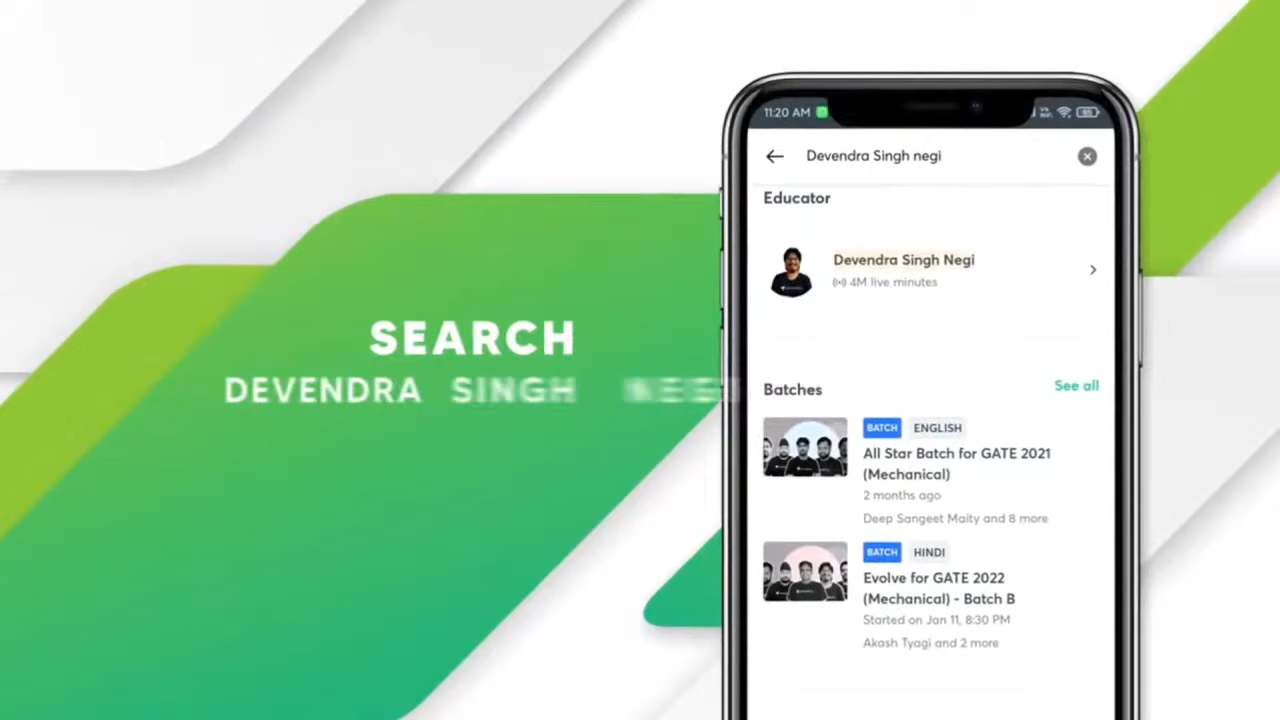 SEARCH
DEVENDRA SINGH
11:20 AM
Devendra Singh negi
Educator
Devendra Singh Negi
4M live minutes
Batches
See all
BATCH ENGLISH
All Star Batch for GATE 2021
(Mechanical)
2 months ago
Deep Sangeet Maity and 8 more
BATCH HINDI
Evolve for GATE 2022
(Mechanical) - Batch B
Started on Jan 11, 8:30 PM
Akash Tyagi and 2 more